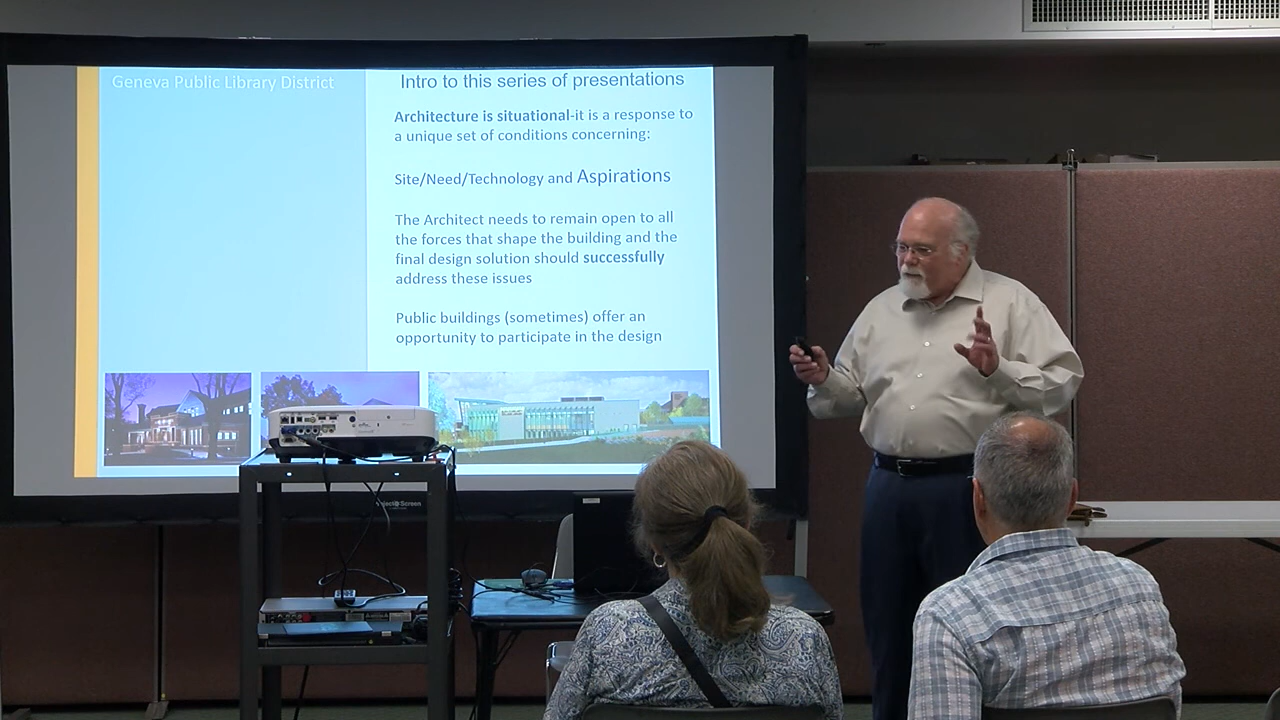 Geneva Public Library District
Intro to this series of presentations
Architecture is situational-it is a response to
a unique set of conditions concerning:
Site/Need/Technology and Aspirations
The Architect needs to remain open to all
the forces that shape the building and the
final design solution should successfully
address these issues
Public buildings (sometimes) offer an
opportunity to participate in the design